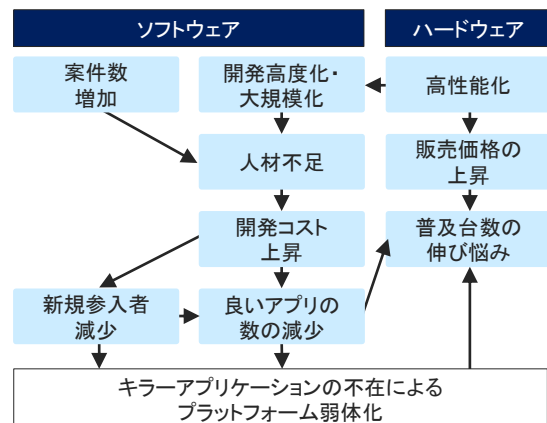 ソフトウェア
ハードウェア
案件数
増加
開発高度化・
大規模化
高性能化
人材不足
販売価格の
上昇
開発コスト
上昇
普及台数の
伸び悩み
新規参入者
減少
良いアプリの
数の減少
キラーアプリケーションの不在による
プラットフォーム弱体化